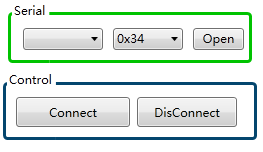 Serial
0x34 Open
Control
Connect DisConnect